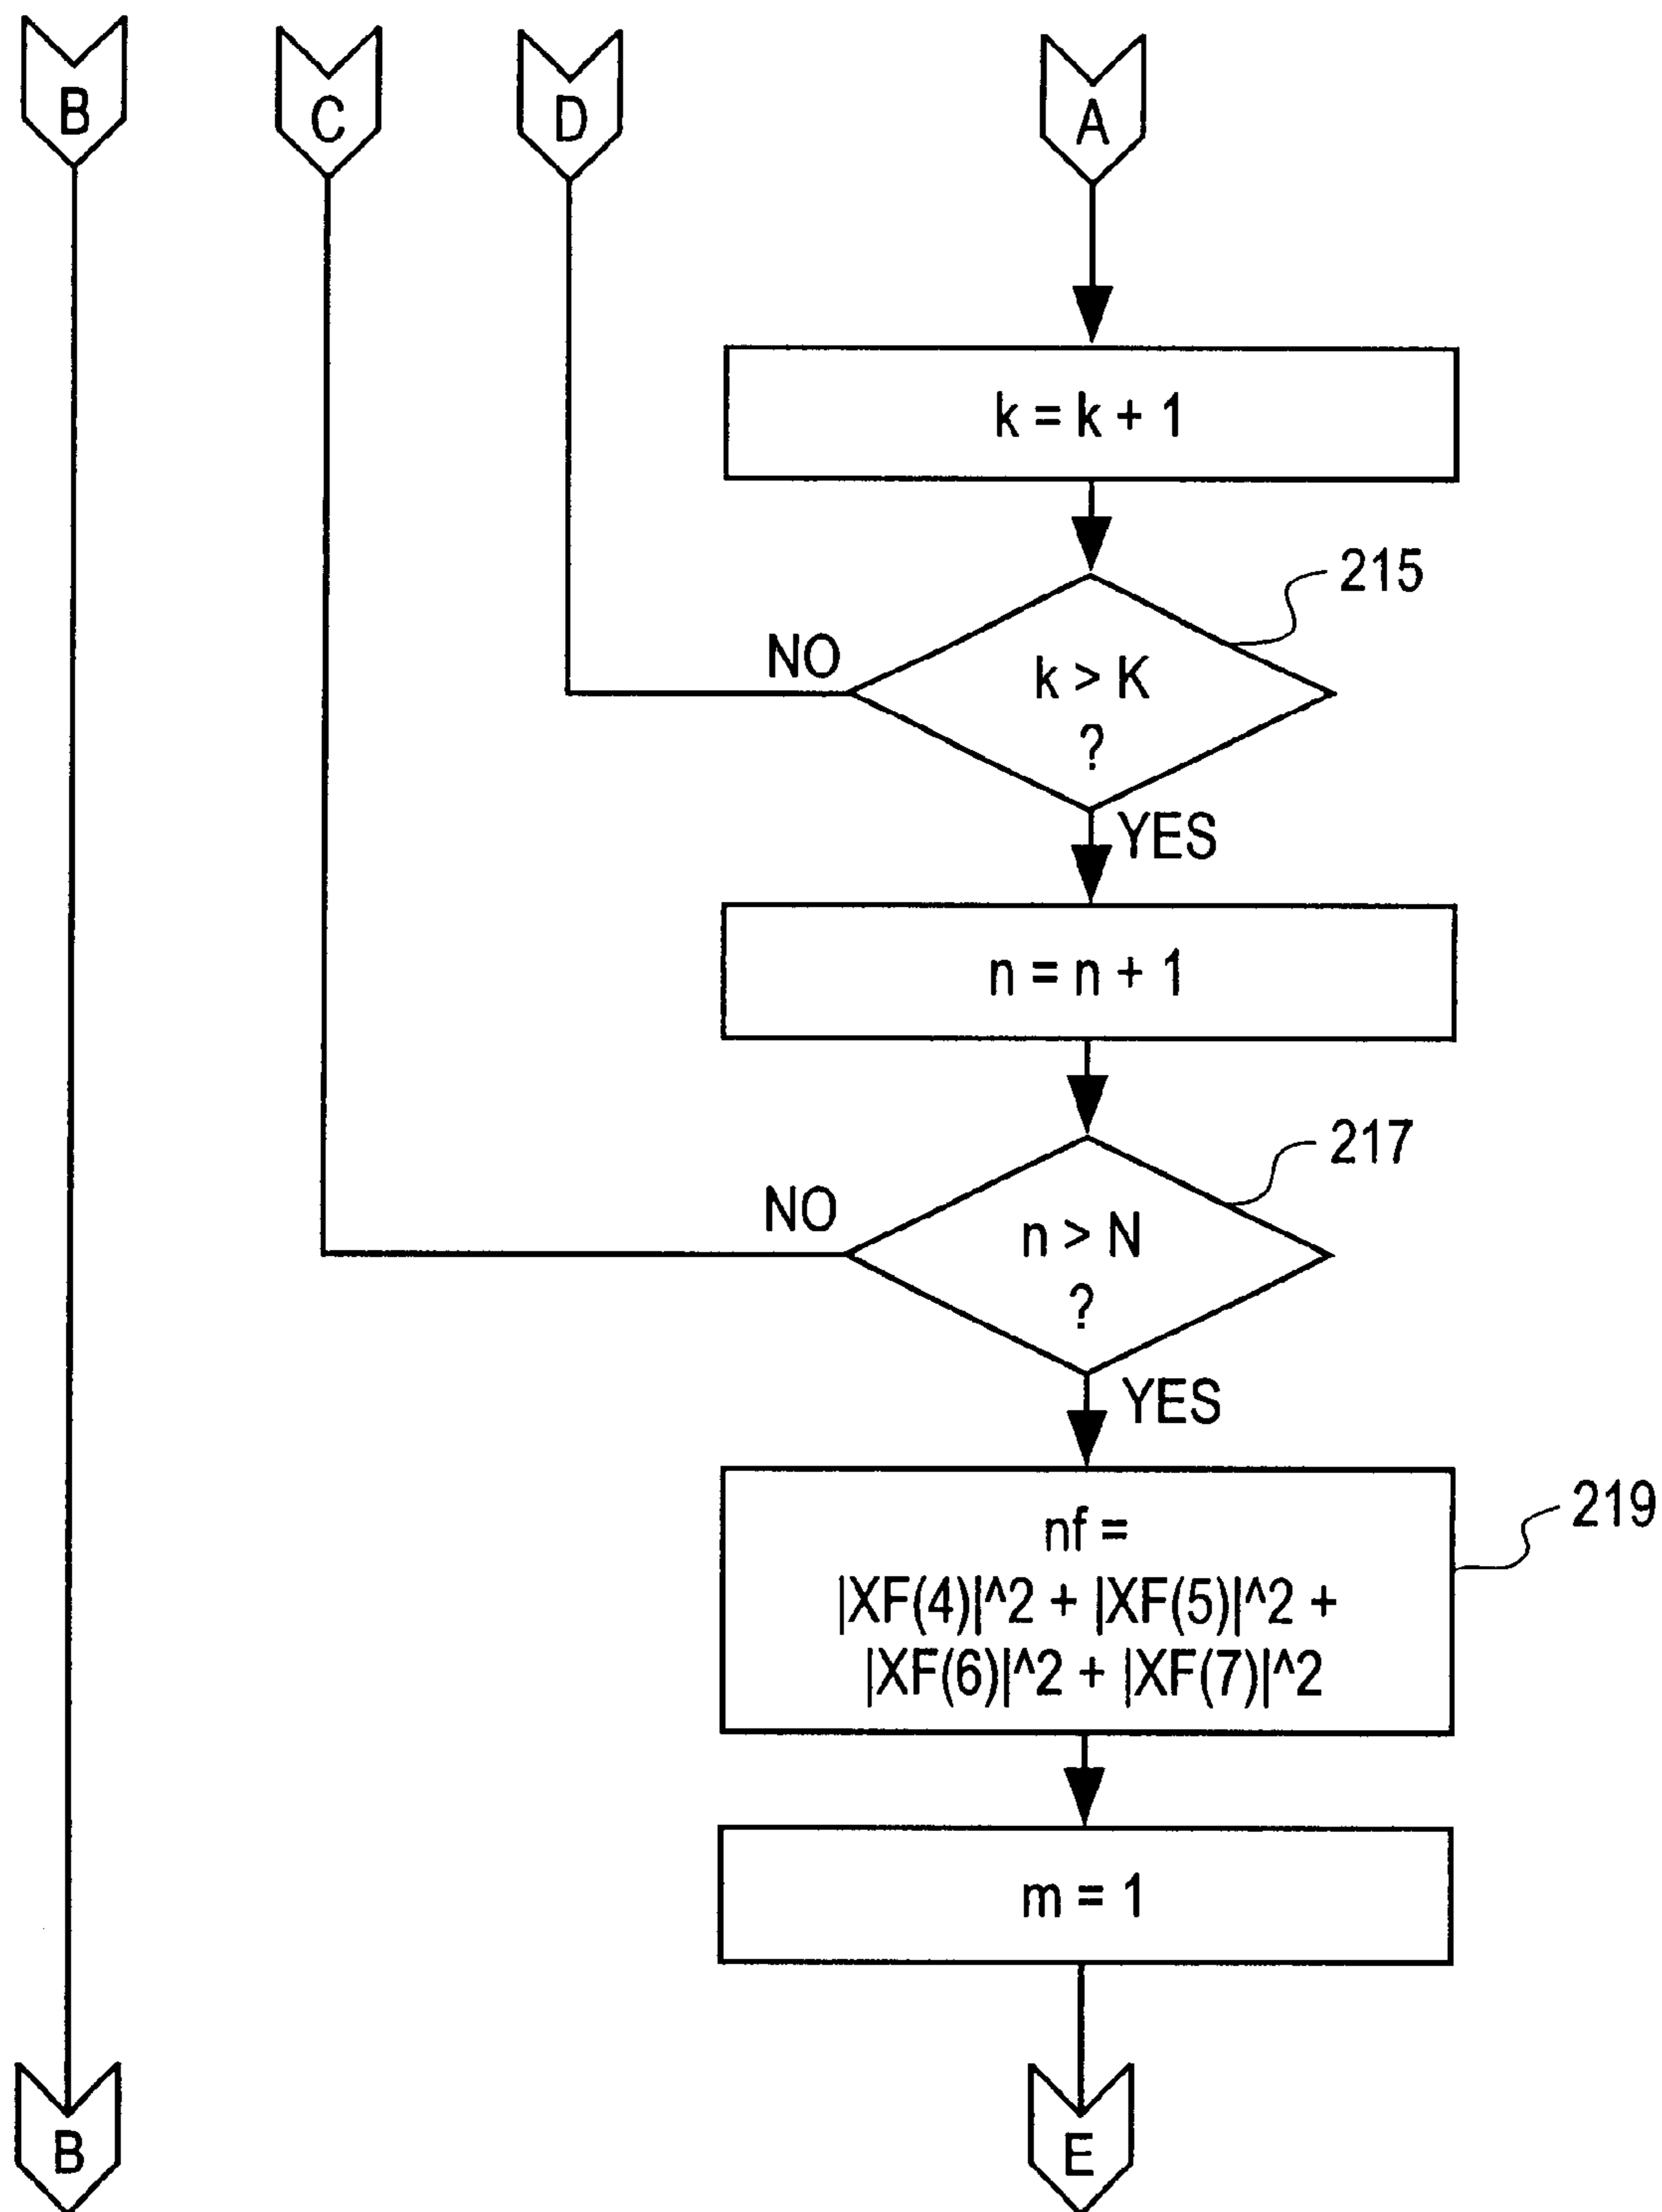 B
C
D
A
k = k + 1
215
NO
k > K
?
YES
n = n + 1
217
NO
n > N
?
YES
219
nf =
|XF(4)|^2 + |XF(5)|^2 +
|XF(6)|^2 + |XF(7)|^2
m = 1
B
E